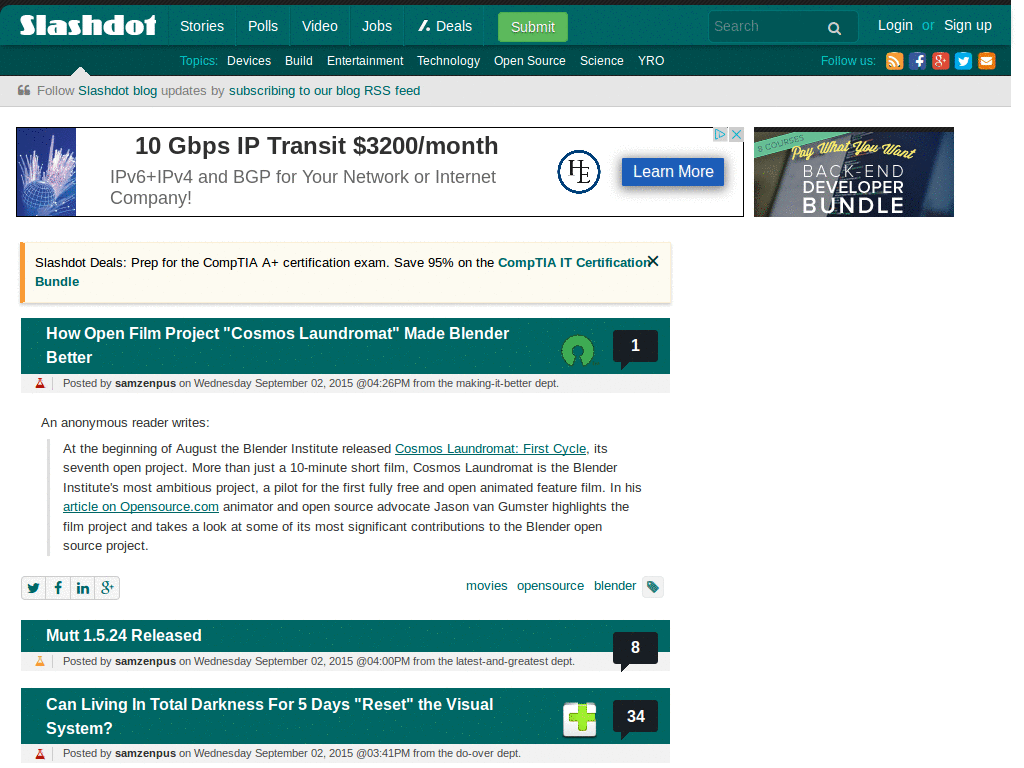 Slashdot Stories Polls Video Jobs Deals Submit Search Login or Sign up
Topics: Devices Build Entertainment Technology Open Source Science YRO Follow us:
Follow Slashdot blog updates by subscribing to our blog RSS feed
10 Gbps IP Transit $3200/month
IPv6+IPv4 and BGP for Your Network or Internet
Company!
HE
Learn More
8 COURSES
Pay What You Want
BACK-END
DEVELOPER
BUNDLE
Slashdot Deals: Prep for the CompTIA A+ certification exam. Save 95% on the CompTIA IT Certification
Bundle
How Open Film Project "Cosmos Laundromat" Made Blender
Better
1
Posted by samzenpus on Wednesday September 02, 2015 @04:26PM from the making-it-better dept.
An anonymous reader writes:
At the beginning of August the Blender Institute released Cosmos Laundromat: First Cycle, its
seventh open project. More than just a 10-minute short film, Cosmos Laundromat is the Blender
Institute's most ambitious project, a pilot for the first fully free and open animated feature film. In his
article on Opensource.com animator and open source advocate Jason van Gumster highlights the
film project and takes a look at some of its most significant contributions to the Blender open
source project.
movies opensource blender
Mutt 1.5.24 Released
8
Posted by samzenpus on Wednesday September 02, 2015 @04:00PM from the latest-and-greatest dept.
Can Living In Total Darkness For 5 Days "Reset" the Visual
System?
34
Posted by samzenpus on Wednesday September 02, 2015 @03:41PM from the do-over dept.